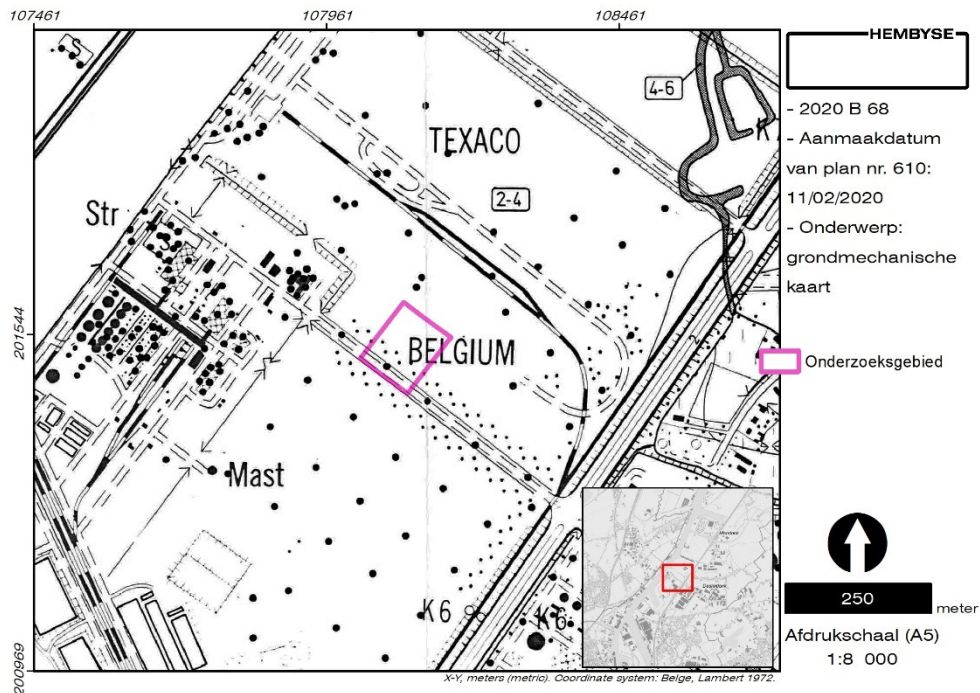 107461
107961
108461
HEMBYSE
4-6
- 2020 B 68
- Aanmaakdatum
van plan nr. 610:
11/02/2020
- Onderwerp:
grondmechanische
kaart
S
K
TEXACO
2-4
Str
S
201544
BELGIUM
Onderzoeksgebied
Mast
K6
K6
250
meter
Afdrukschaal (A5)
1:8 000
200969
X-Y, meters (metric). Coordinate system: Belge, Lambert 1972.